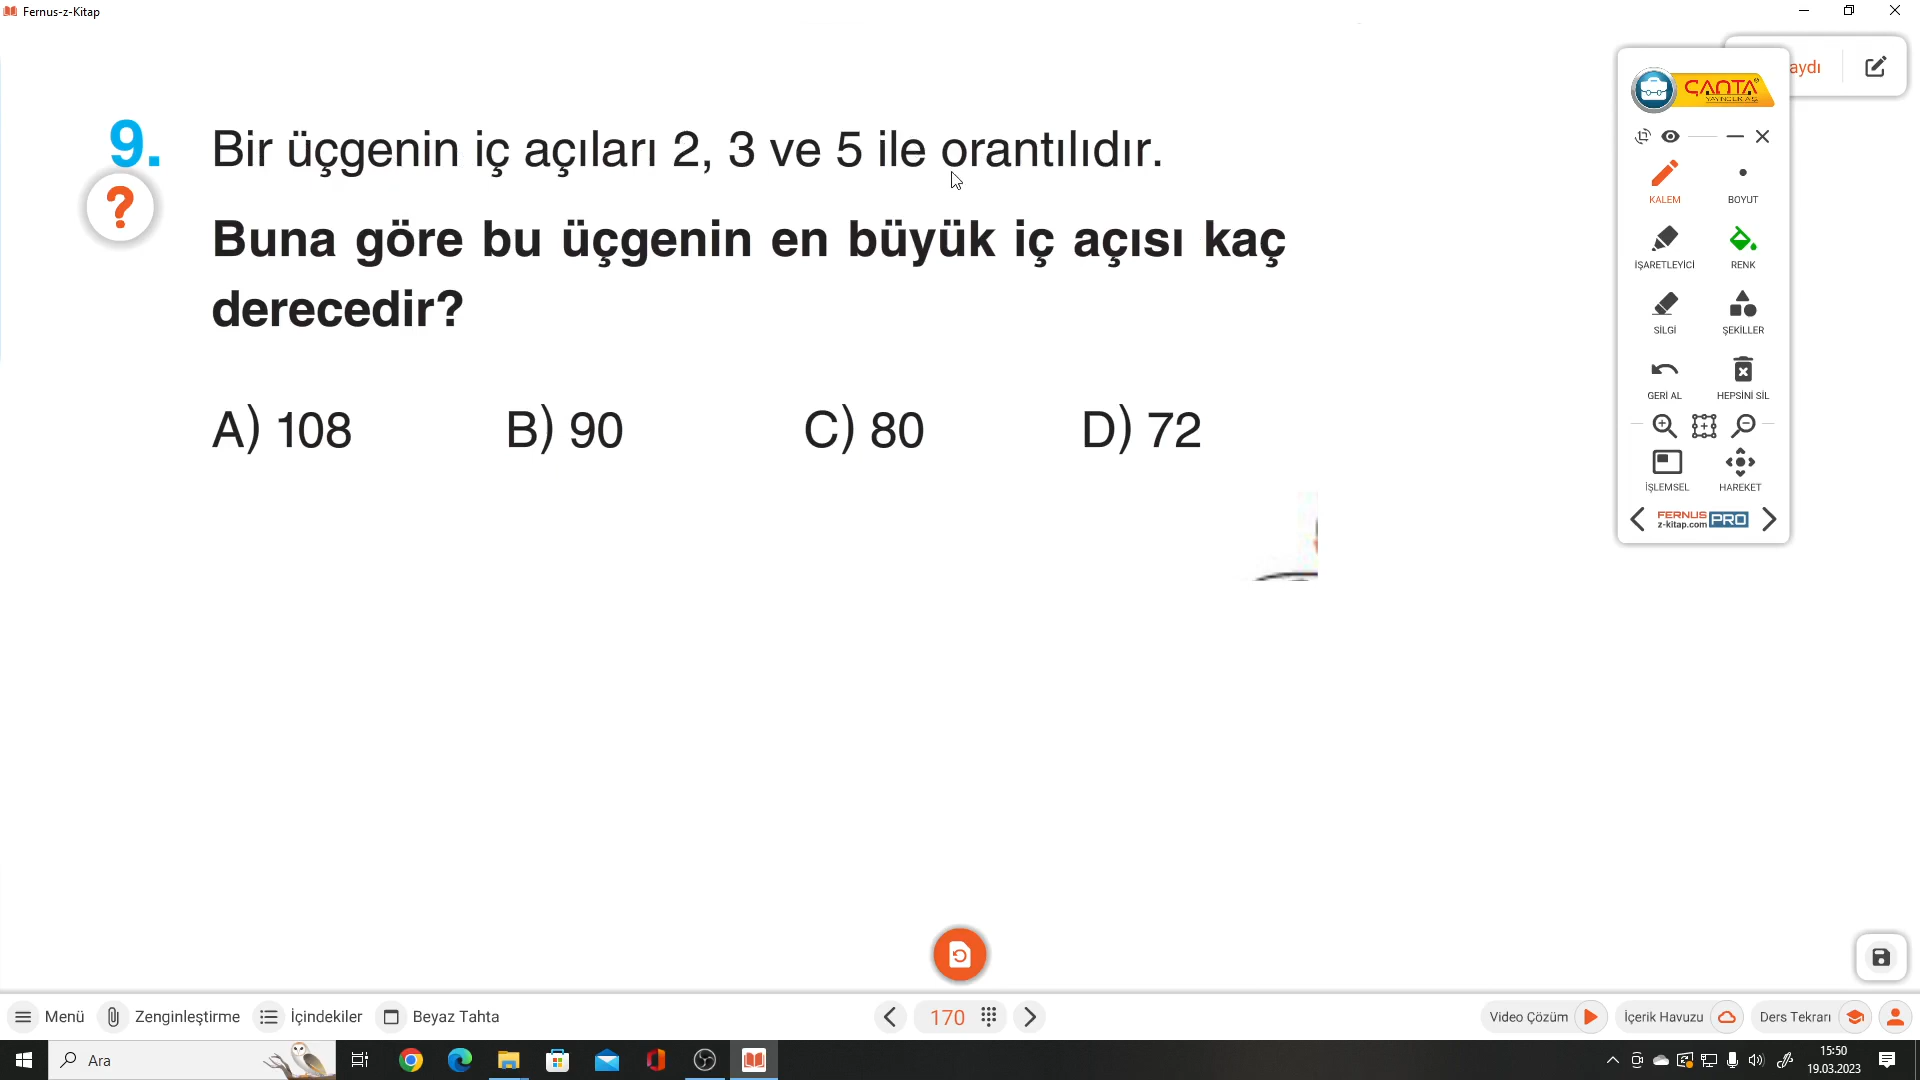 Fernus-z-Kitap
aydı
ÇANTA
YAYINCILIK A.Ş.
9. Bir üçgenin iç açıları 2, 3 ve 5 ile orantılıdır.
?
Buna göre bu üçgenin en büyük iç açısı kaç
derecedir?
A) 108 B) 90 C) 80 D) 72
KALEM BOYUT
İŞARETLEYİCİ RENK
SİLGİ ŞEKİLLER
GERİ AL HEPSİNİ SİL
İŞLEMSEL HAREKET
FERNUS PRO
z-kitap.com
Menü Zenginleştirme İçindekiler Beyaz Tahta 170 Video Çözüm İçerik Havuzu Ders Tekrarı
Ara
15:50
19.03.2023